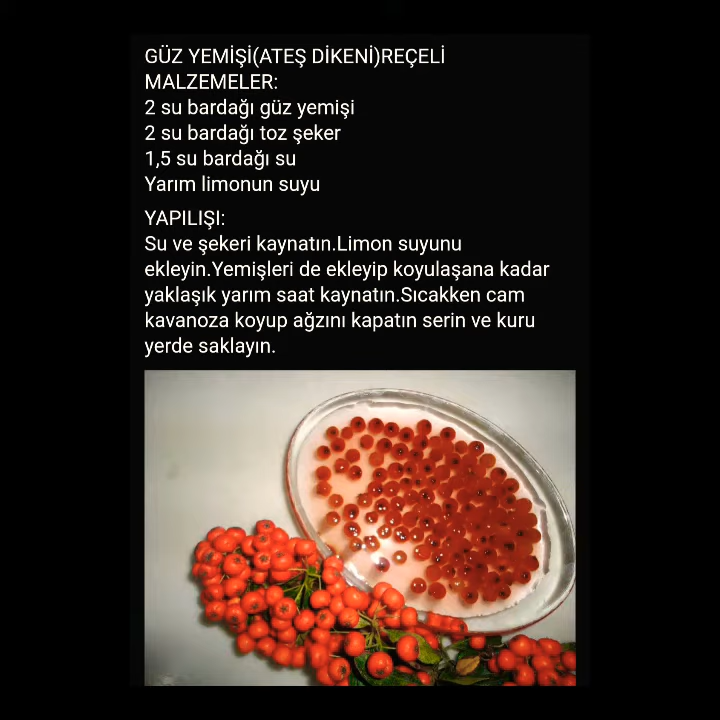 GÜZ YEMİŞİ(ATEŞ DİKENİ)REÇELİ
MALZEMELER:
2 su bardağı güz yemişi
2 su bardağı toz şeker
1,5 su bardağı su
Yarım limonun suyu
YAPILIŞI:
Su ve şekeri kaynatın.Limon suyunu
ekleyin.Yemişleri de ekleyip koyulaşana kadar
yaklaşık yarım saat kaynatın.Sıcakken cam
kavanoza koyup ağzını kapatın serin ve kuru
yerde saklayın.